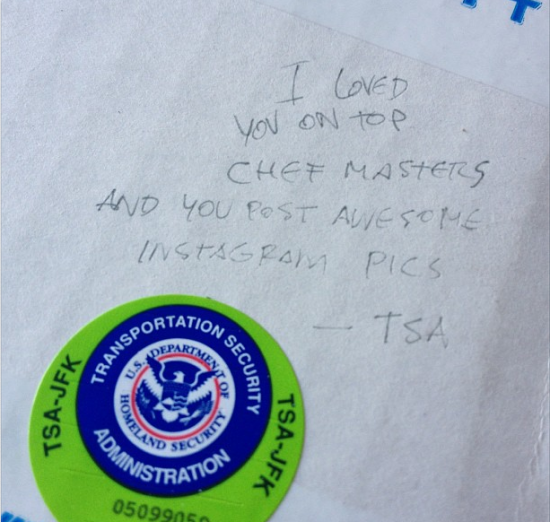 I LOVED
YOU ON TOP
CHEF MASTERS
AND YOU POST AWESOME
INSTAGRAM PICS
— TSA
TRANSPORTATION SECURITY
ADMINISTRATION
U.S. DEPARTMENT OF
HOMELAND SECURITY
TSA-JFK
TSA-JFK